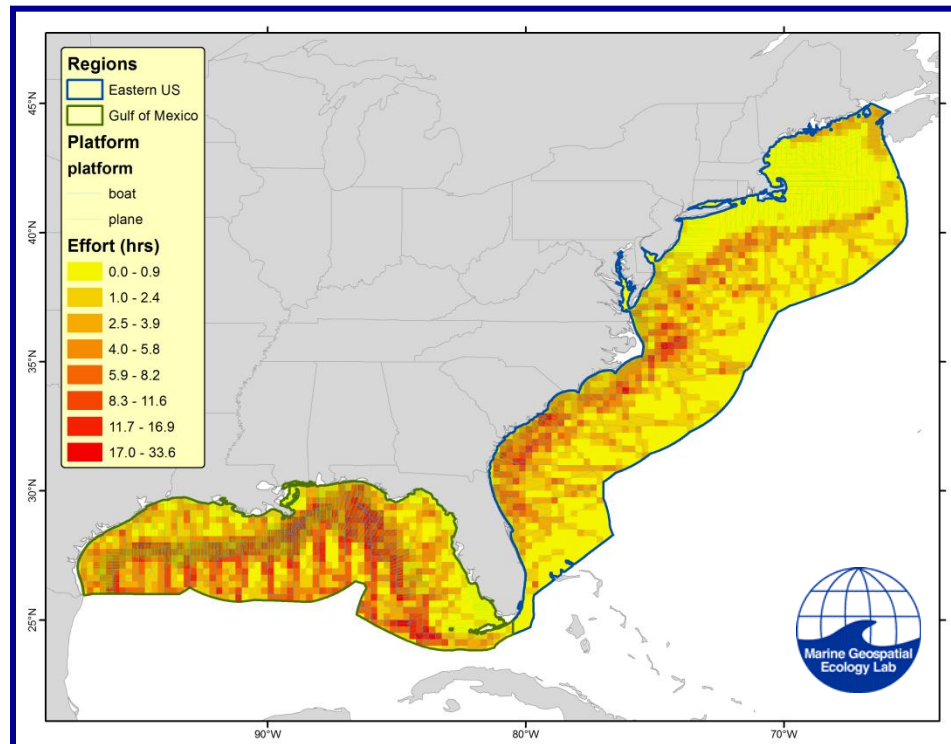 Regions
Eastern US
Gulf of Mexico
Platform
platform
boat
plane
Effort (hrs)
0.0 - 0.9
1.0 - 2.4
2.5 - 3.9
4.0 - 5.8
5.9 - 8.2
8.3 - 11.6
11.7 - 16.9
17.0 - 33.6
45°N
40°N
35°N
30°N
25°N
90°W
80°W
70°W
Marine Geospatial
Ecology Lab